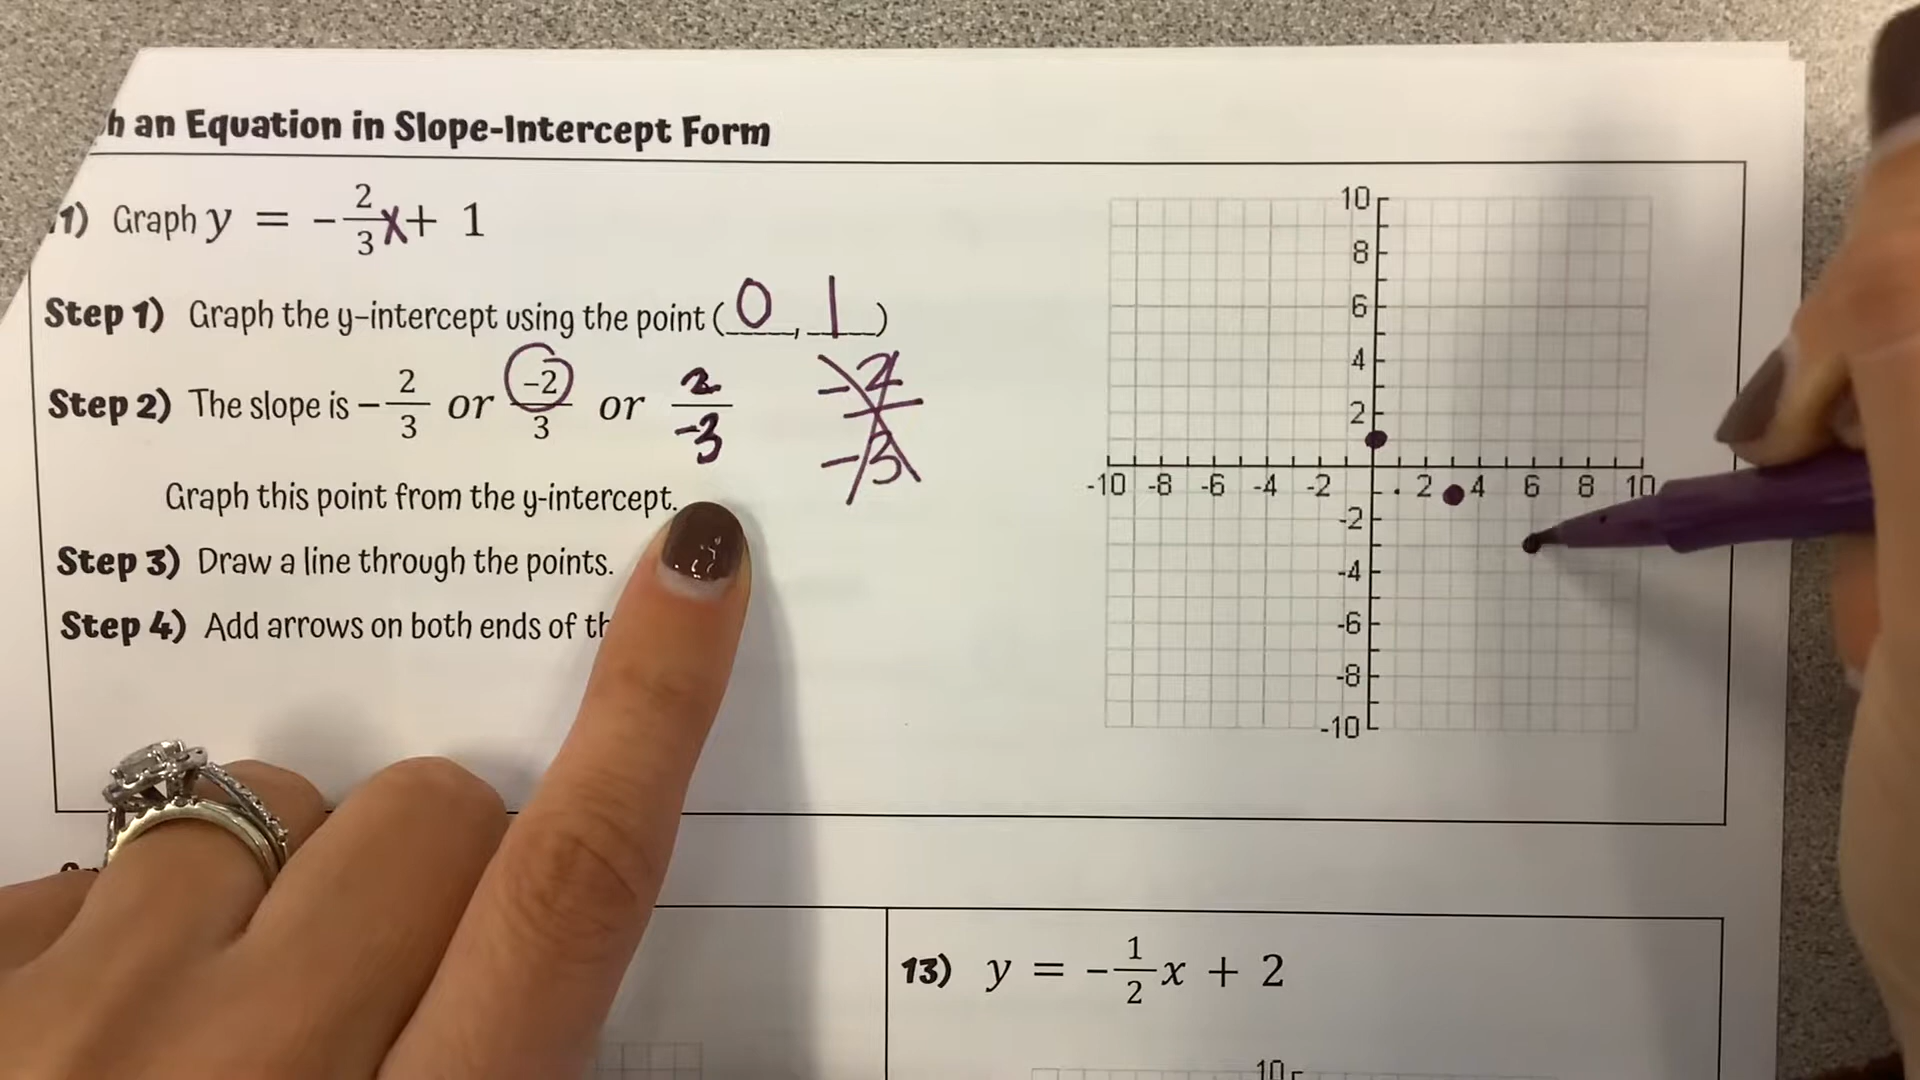 h an Equation in Slope-Intercept Form
1) Graph y = -2/3 x + 1
Step 1) Graph the y-intercept using the point (0, 1)
Step 2) The slope is -2/3 or -2/3 or 2/-3 -2/-3
Graph this point from the y-intercept.
Step 3) Draw a line through the points.
Step 4) Add arrows on both ends of th
10
8
6
4
2
-10 -8 -6 -4 -2 2 4 6 8 10
-2
-4
-6
-8
-10
13) y = -1/2 x + 2
10